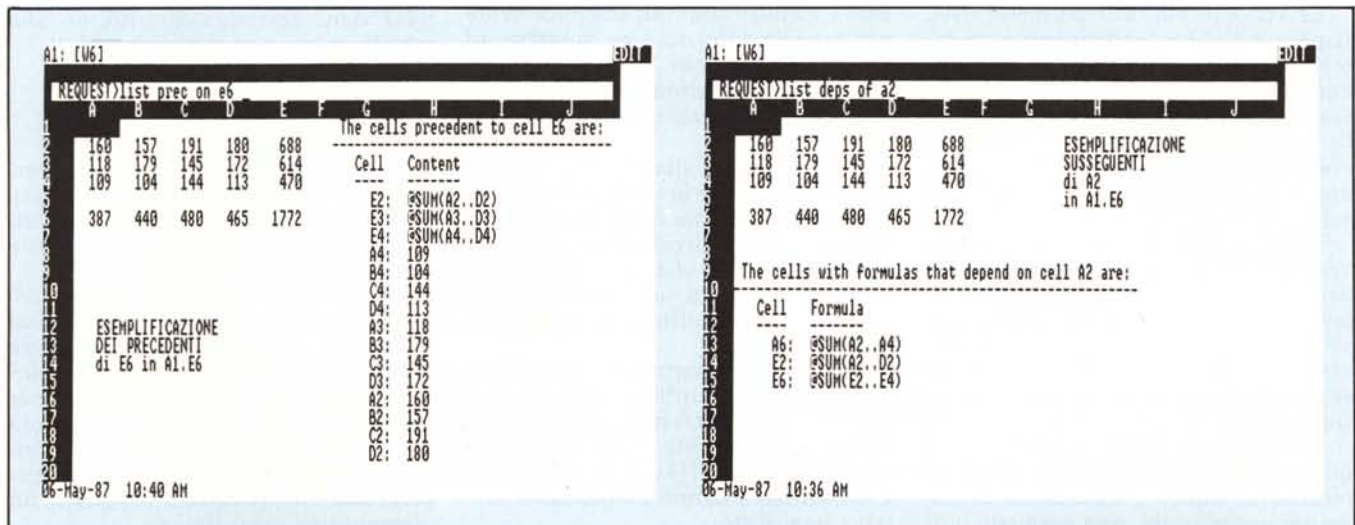 A1: [W6] EDIT
REQUEST>list prec on e6
A B C D E F G H I J
1 The cells precedent to cell E6 are:
2 160 157 191 180 688 -----------------------------------
3 118 179 145 172 614 Cell Content
4 109 104 144 113 470 ---- -------
5 E2: @SUM(A2..D2)
6 387 440 480 465 1772 E3: @SUM(A3..D3)
7 E4: @SUM(A4..D4)
8 A4: 109
9 B4: 104
10 C4: 144
11 D4: 113
12 ESEMPLIFICAZIONE A3: 118
13 DEI PRECEDENTI B3: 179
14 di E6 in A1.E6 C3: 145
15 D3: 172
16 A2: 160
17 B2: 157
18 C2: 191
19 D2: 180
20
06-May-87 10:40 AM
A1: [W6] EDIT
REQUEST>list deps of a2
A B C D E F G H I J
1
2 160 157 191 180 688 ESEMPLIFICAZIONE
3 118 179 145 172 614 SUSSEGUENTI
4 109 104 144 113 470 di A2
5 in A1.E6
6 387 440 480 465 1772
7
8
9 The cells with formulas that depend on cell A2 are:
10 ---------------------------------------------------
11 Cell Formula
12 ---- -------
13 A6: @SUM(A2..A4)
14 E2: @SUM(A2..D2)
15 E6: @SUM(E2..E4)
16
17
18
19
20
06-May-87 10:36 AM